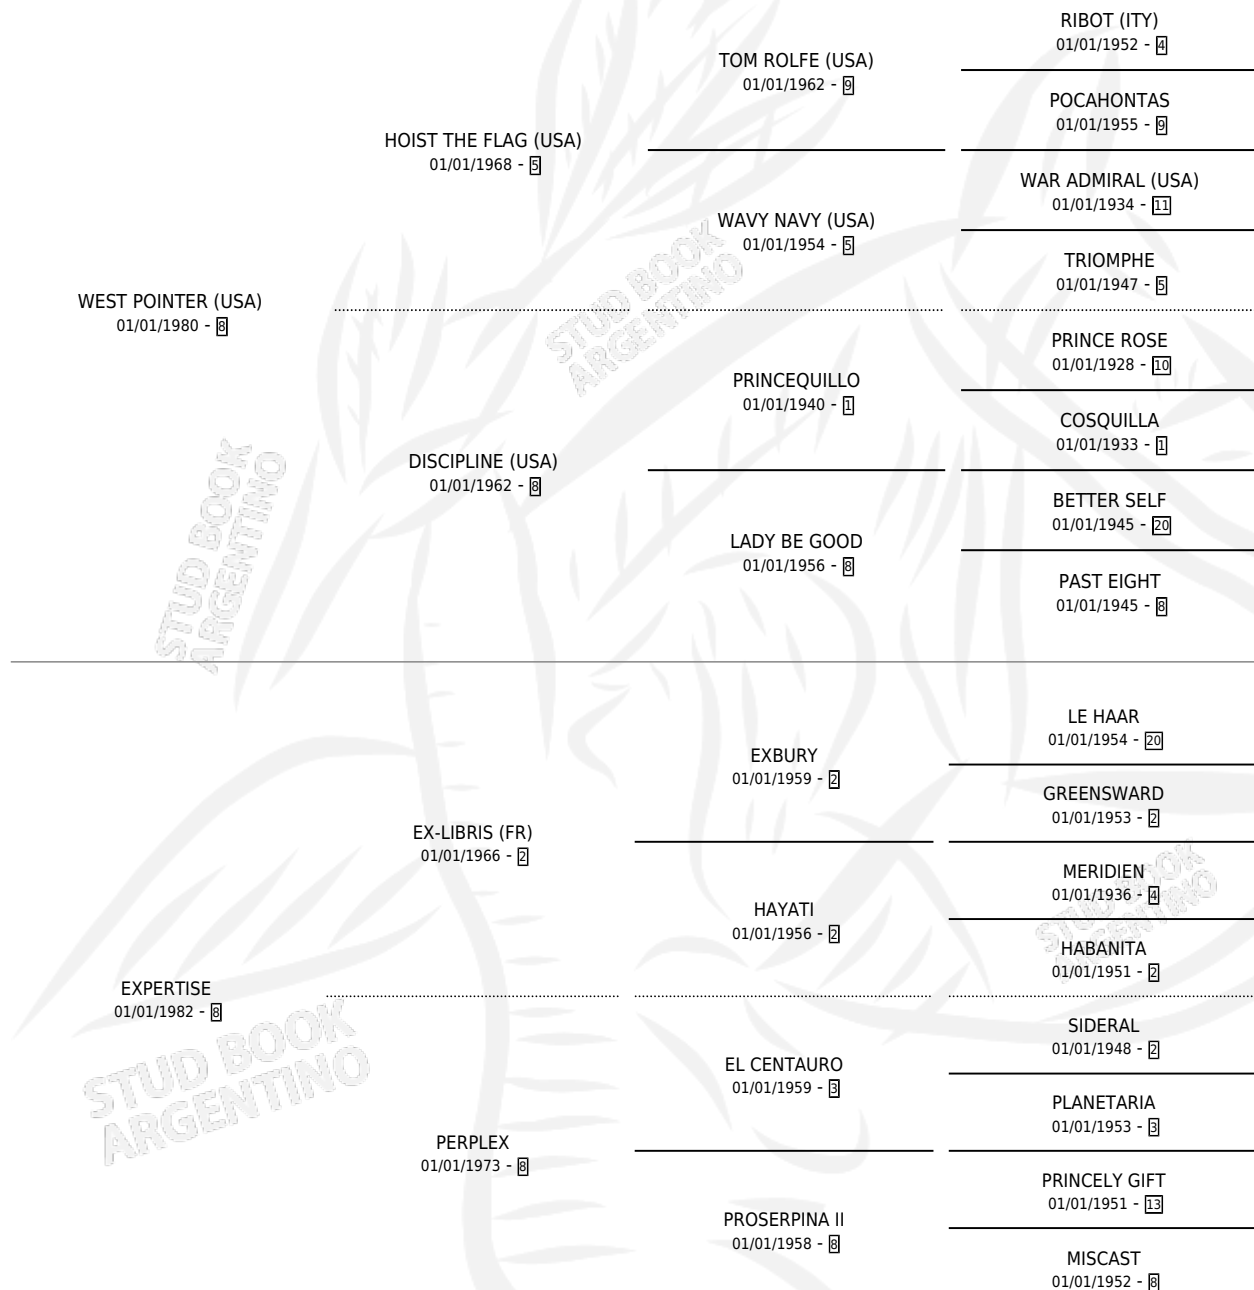 RIBOT (ITY)
01/01/1952 - 4
TOM ROLFE (USA)
01/01/1962 - 9
POCAHONTAS
01/01/1955 - 9
HOIST THE FLAG (USA)
01/01/1968 - 5
WAR ADMIRAL (USA)
01/01/1934 - 11
WAVY NAVY (USA)
01/01/1954 - 5
TRIOMPHE
01/01/1947 - 5
WEST POINTER (USA)
01/01/1980 - 8
PRINCE ROSE
01/01/1928 - 10
PRINCEQUILLO
01/01/1940 - 1
COSQUILLA
01/01/1933 - 1
DISCIPLINE (USA)
01/01/1962 - 8
BETTER SELF
01/01/1945 - 20
LADY BE GOOD
01/01/1956 - 8
PAST EIGHT
01/01/1945 - 8
LE HAAR
01/01/1954 - 20
EXBURY
01/01/1959 - 2
GREENSWARD
01/01/1953 - 2
EX-LIBRIS (FR)
01/01/1966 - 2
MERIDIEN
01/01/1936 - 4
HAYATI
01/01/1956 - 2
HABANITA
01/01/1951 - 2
EXPERTISE
01/01/1982 - 8
SIDERAL
01/01/1948 - 2
EL CENTAURO
01/01/1959 - 3
PLANETARIA
01/01/1953 - 3
PERPLEX
01/01/1973 - 8
PRINCELY GIFT
01/01/1951 - 13
PROSERPINA II
01/01/1958 - 8
MISCAST
01/01/1952 - 8
STUD BOOK
ARGENTINO
STUD BOOK
ARGENTINO
STUD BOOK
ARGENTINO
STUD BOOK
ARGENTINO